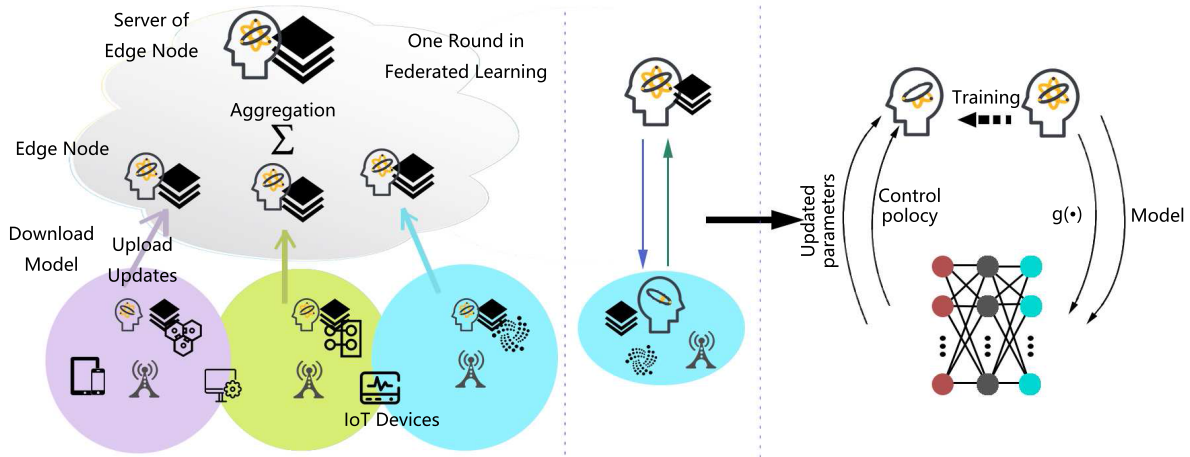 Server of
Edge Node
One Round in
Federated Learning
Aggregation
Σ
Edge Node
Download
Model
Upload
Updates
IoT Devices
Training
Updated
parameters
Control
polocy
g(•)
Model